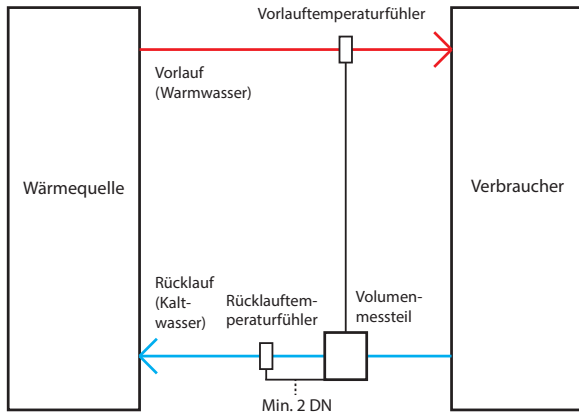 Vorlauftemperaturfühler
Vorlauf
(Warmwasser)
Wärmequelle
Verbraucher
Rücklauf
(Kalt-
wasser)
Rücklauftem-
peraturfühler
Volumen-
messteil
Min. 2 DN